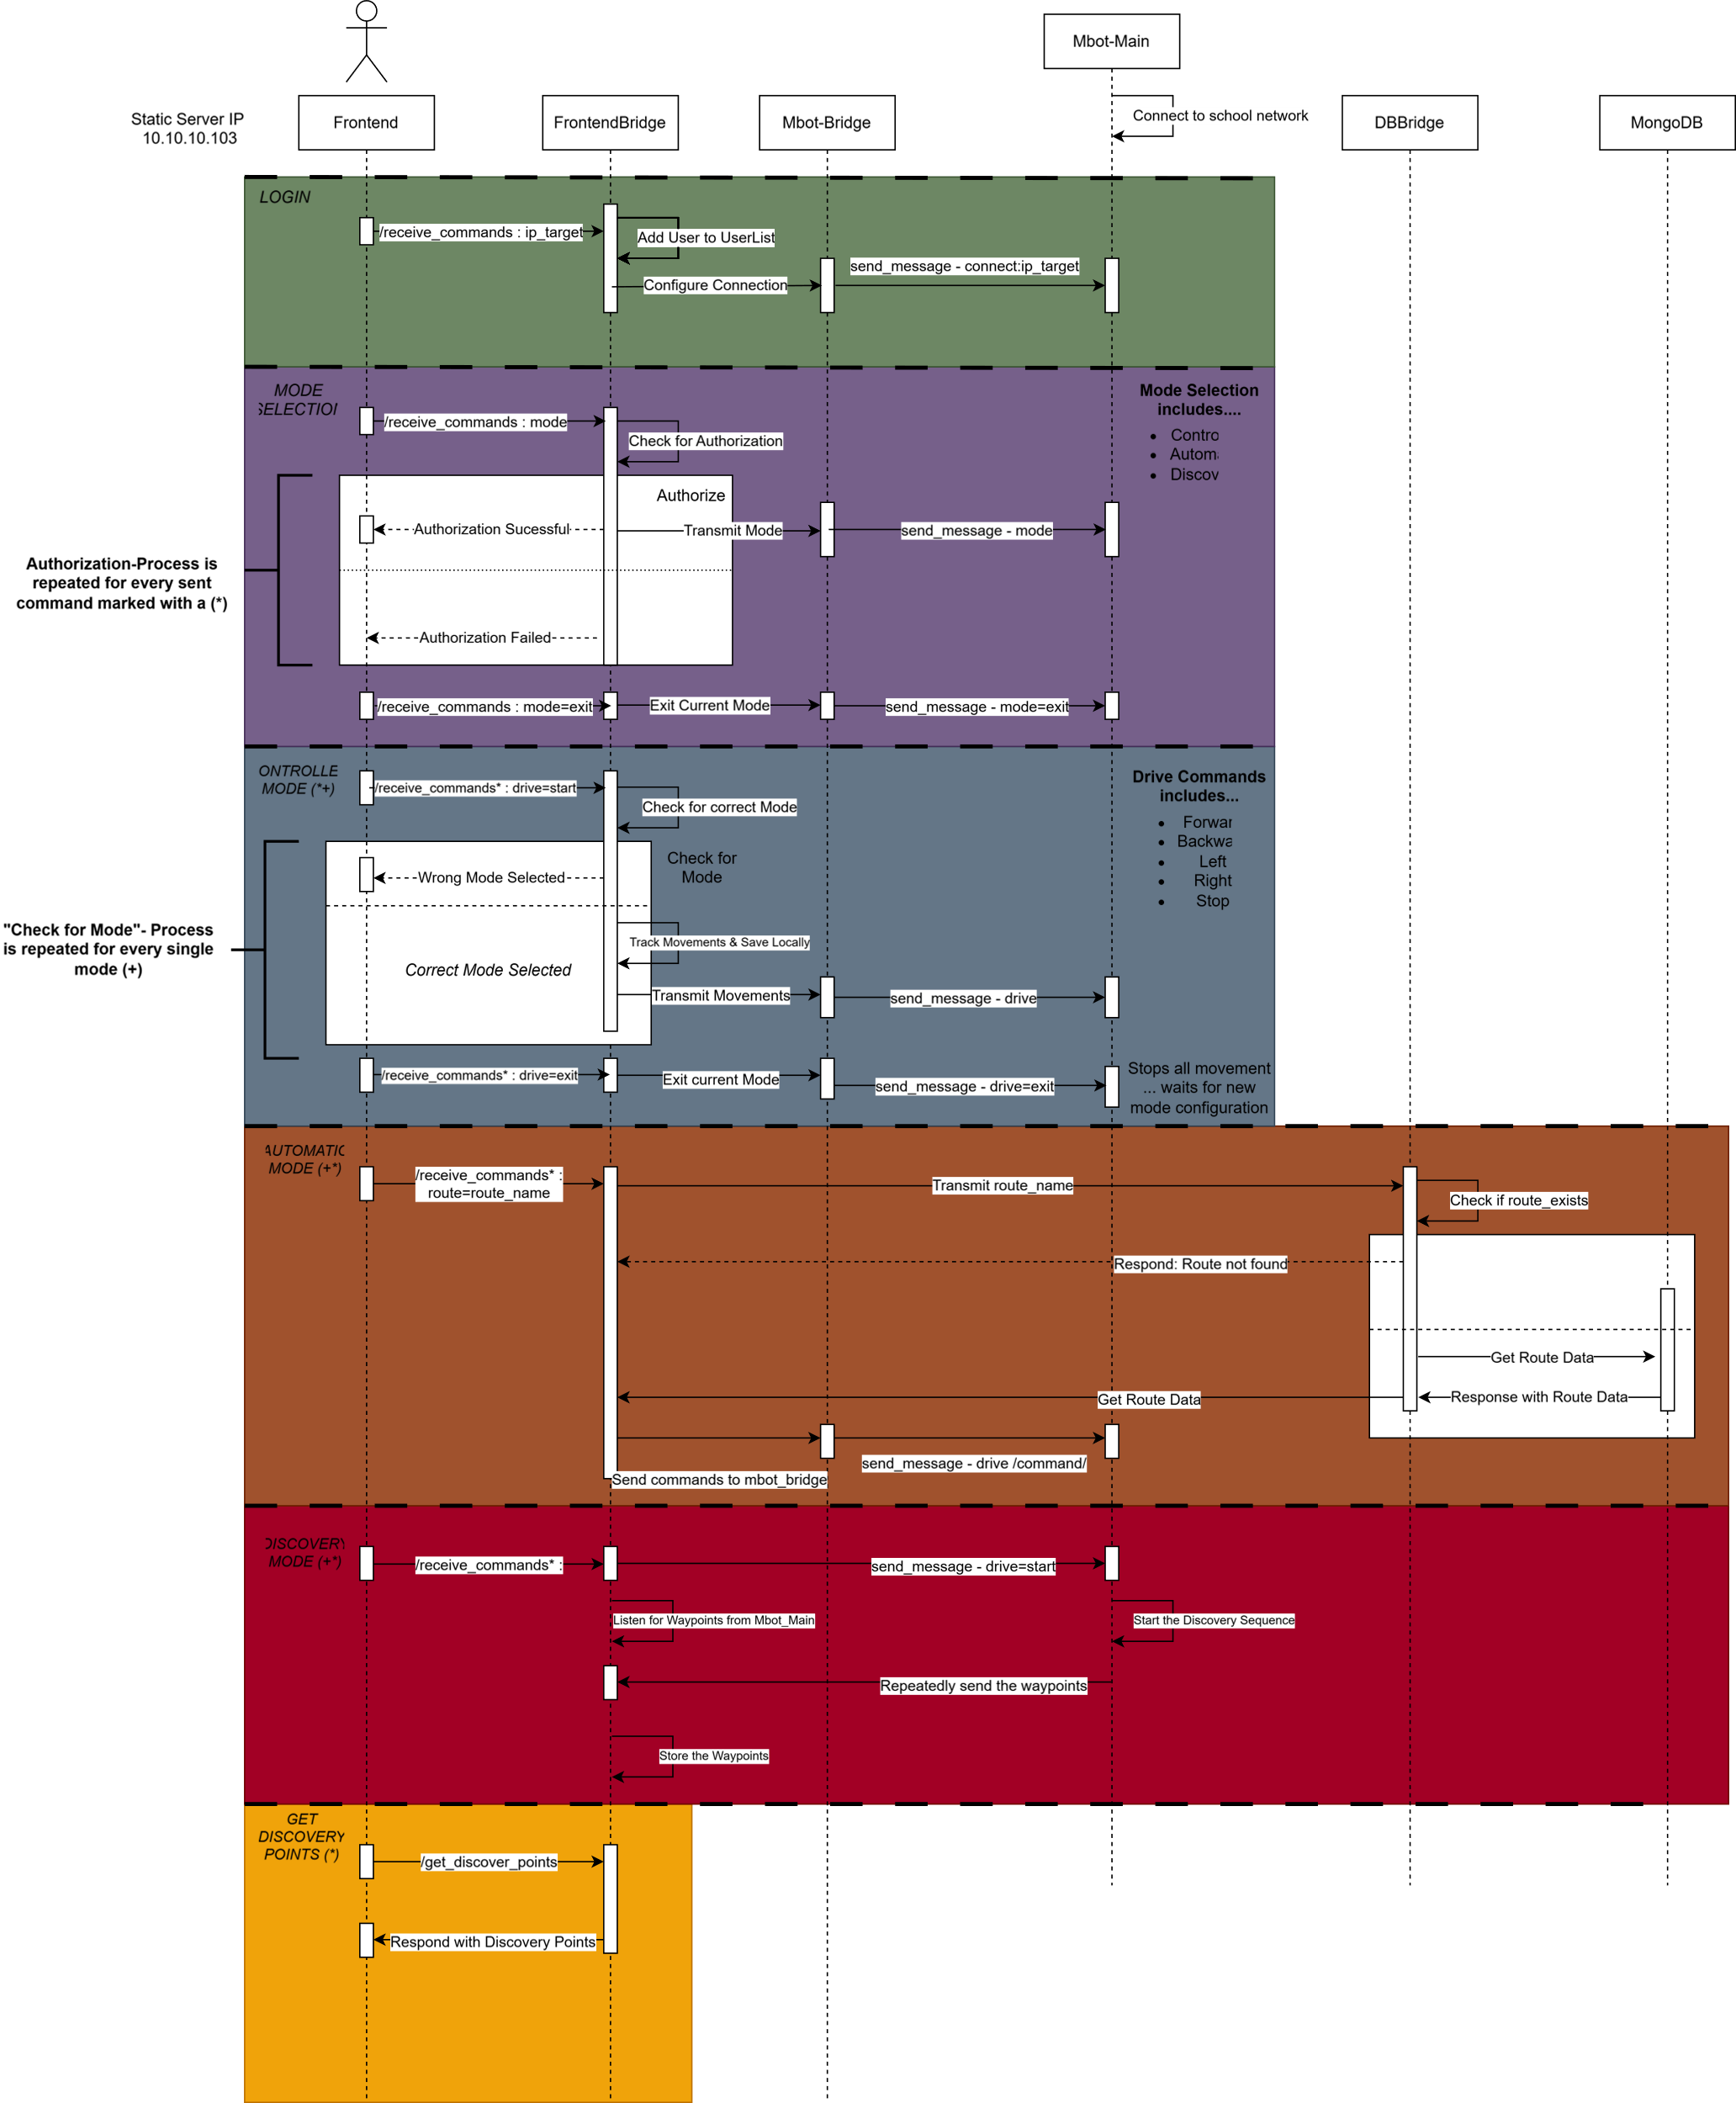 Mbot-Main
Static Server IP
10.10.10.103
Frontend
FrontendBridge
Mbot-Bridge
Connect to school network
DBBridge
MongoDB
LOGIN
/receive_commands : ip_target
Add User to UserList
send_message - connect:ip_target
Configure Connection
MODE
SELECTION
Mode Selection
includes....
/receive_commands : mode
Check for Authorization
Contro
Autom
Discov
Authorize
Authorization Sucessful
Transmit Mode
send_message - mode
Authorization-Process is
repeated for every sent
command marked with a (*)
Authorization Failed
/receive_commands : mode=exit
Exit Current Mode
send_message - mode=exit
ONTROLLE
MODE (*+)
Drive Commands
includes...
/receive_commands* : drive=start
Check for correct Mode
Forwar
Backwa
Left
Right
Stop
Check for
Mode
Wrong Mode Selected
"Check for Mode"- Process
is repeated for every single
mode (+)
Track Movements & Save Locally
Correct Mode Selected
Transmit Movements
send_message - drive
/receive_commands* : drive=exit
Exit current Mode
send_message - drive=exit
Stops all movement
... waits for new
mode configuration
AUTOMATIC
MODE (+*)
/receive_commands* :
route=route_name
Transmit route_name
Check if route_exists
Respond: Route not found
Get Route Data
Get Route Data
Response with Route Data
send_message - drive /command/
Send commands to mbot_bridge
DISCOVERY
MODE (+*)
/receive_commands* :
send_message - drive=start
Listen for Waypoints from Mbot_Main
Start the Discovery Sequence
Repeatedly send the waypoints
Store the Waypoints
GET
DISCOVERY
POINTS (*)
/get_discover_points
Respond with Discovery Points